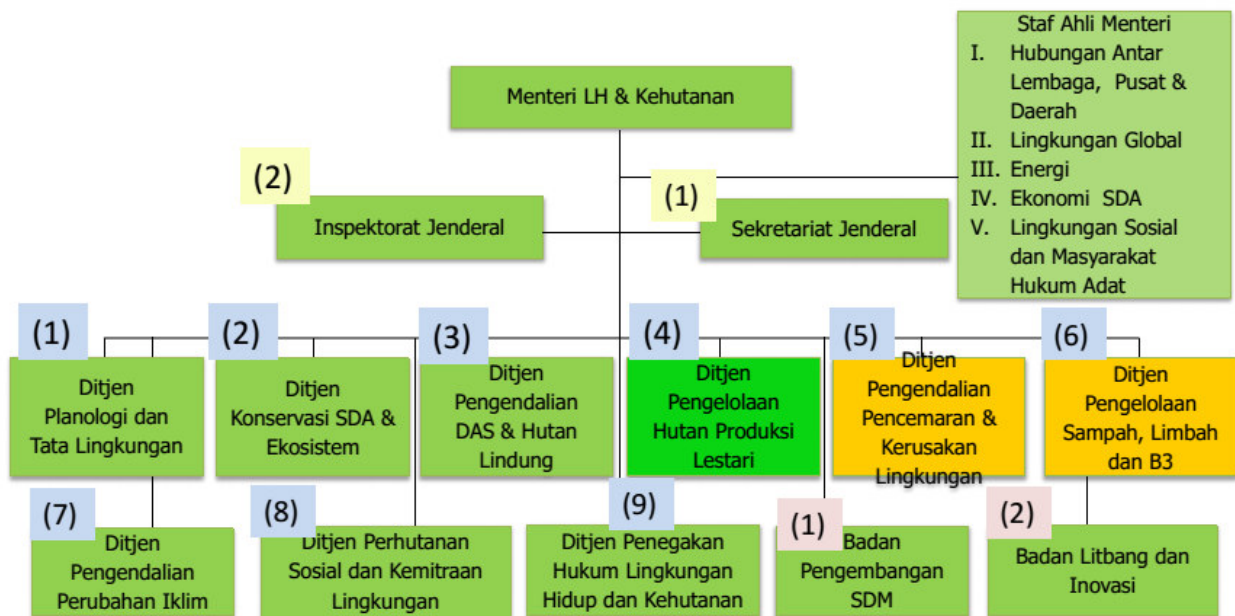 Staf Ahli Menteri
I. Hubungan Antar
Lembaga, Pusat &
Daerah
II. Lingkungan Global
III. Energi
IV. Ekonomi SDA
V. Lingkungan Sosial
dan Masyarakat
Hukum Adat
Menteri LH & Kehutanan
(2)
Inspektorat Jenderal
(1)
Sekretariat Jenderal
(1)
Ditjen
Planologi dan
Tata Lingkungan
(2)
Ditjen
Konservasi SDA &
Ekosistem
(3)
Ditjen
Pengendalian
DAS & Hutan
Lindung
(4)
Ditjen
Pengelolaan
Hutan Produksi
Lestari
(5)
Ditjen
Pengendalian
Pencemaran &
Kerusakan
Lingkungan
(6)
Ditjen
Pengelolaan
Sampah, Limbah
dan B3
(7)
Ditjen
Pengendalian
Perubahan Iklim
(8)
Ditjen Perhutanan
Sosial dan Kemitraan
Lingkungan
(9)
Ditjen Penegakan
Hukum Lingkungan
Hidup dan Kehutanan
(1)
Badan
Pengembangan
SDM
(2)
Badan Litbang dan
Inovasi